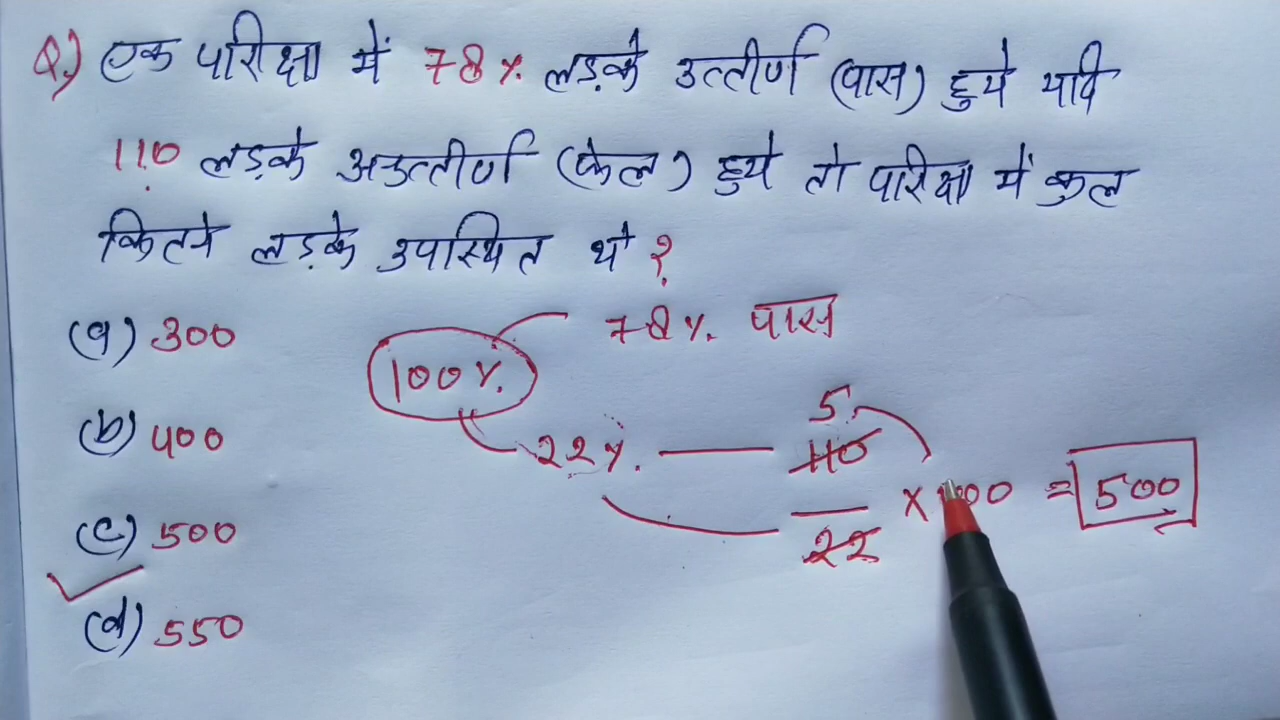 Q.) एक परिक्षा में 78% लड़के उत्तीर्ण (पास) हुये यदि
110 लड़के अउत्तीर्ण (फेल) हुये तो परिक्षा में कुल
कितने लड़के उपस्थित थे ?
(a) 300
(b) 400
(c) 500
(d) 550
100%
78% पास
22%
5
110
22
×100 = 500